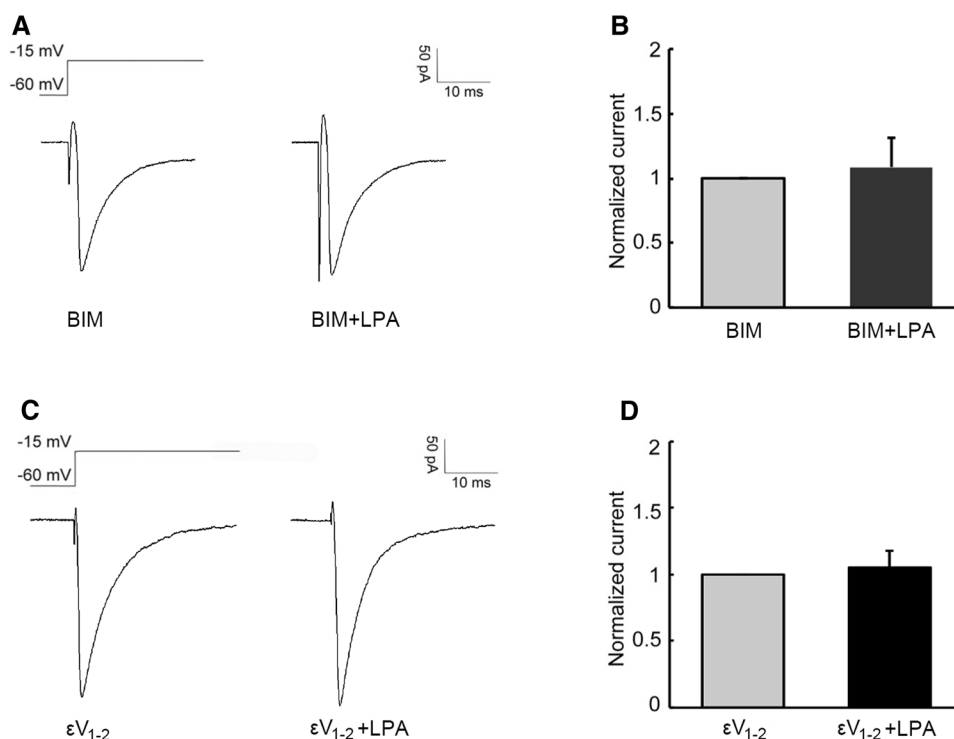 A
-15 mV
-60 mV
50 pA
10 ms
BIM
BIM+LPA
B
Normalized current
2
1.5
1
0.5
0
BIM
BIM+LPA
C
-15 mV
-60 mV
50 pA
10 ms
εV1-2
εV1-2 +LPA
D
Normalized current
2
1.5
1
0.5
0
εV1-2
εV1-2 +LPA